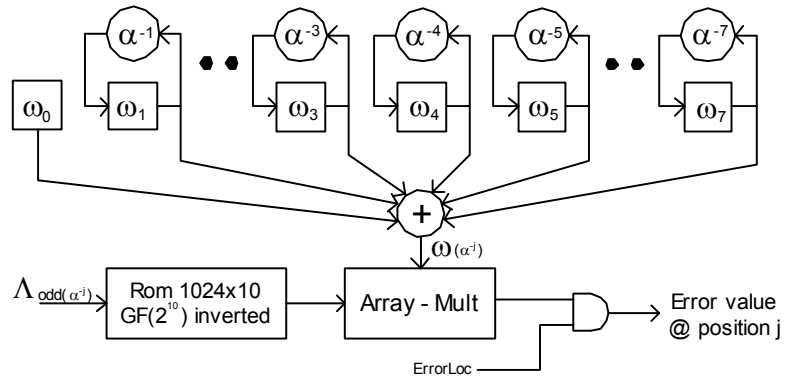 α⁻¹ α⁻³ α⁻⁴ α⁻⁵ α⁻⁷
ω₀ ω₁ ω₃ ω₄ ω₅ ω₇
+
ω(α⁻ʲ)
Λodd(α⁻ʲ)
Rom 1024x10
GF(2¹⁰) inverted
Array - Mult
Error value
@ position j
ErrorLoc